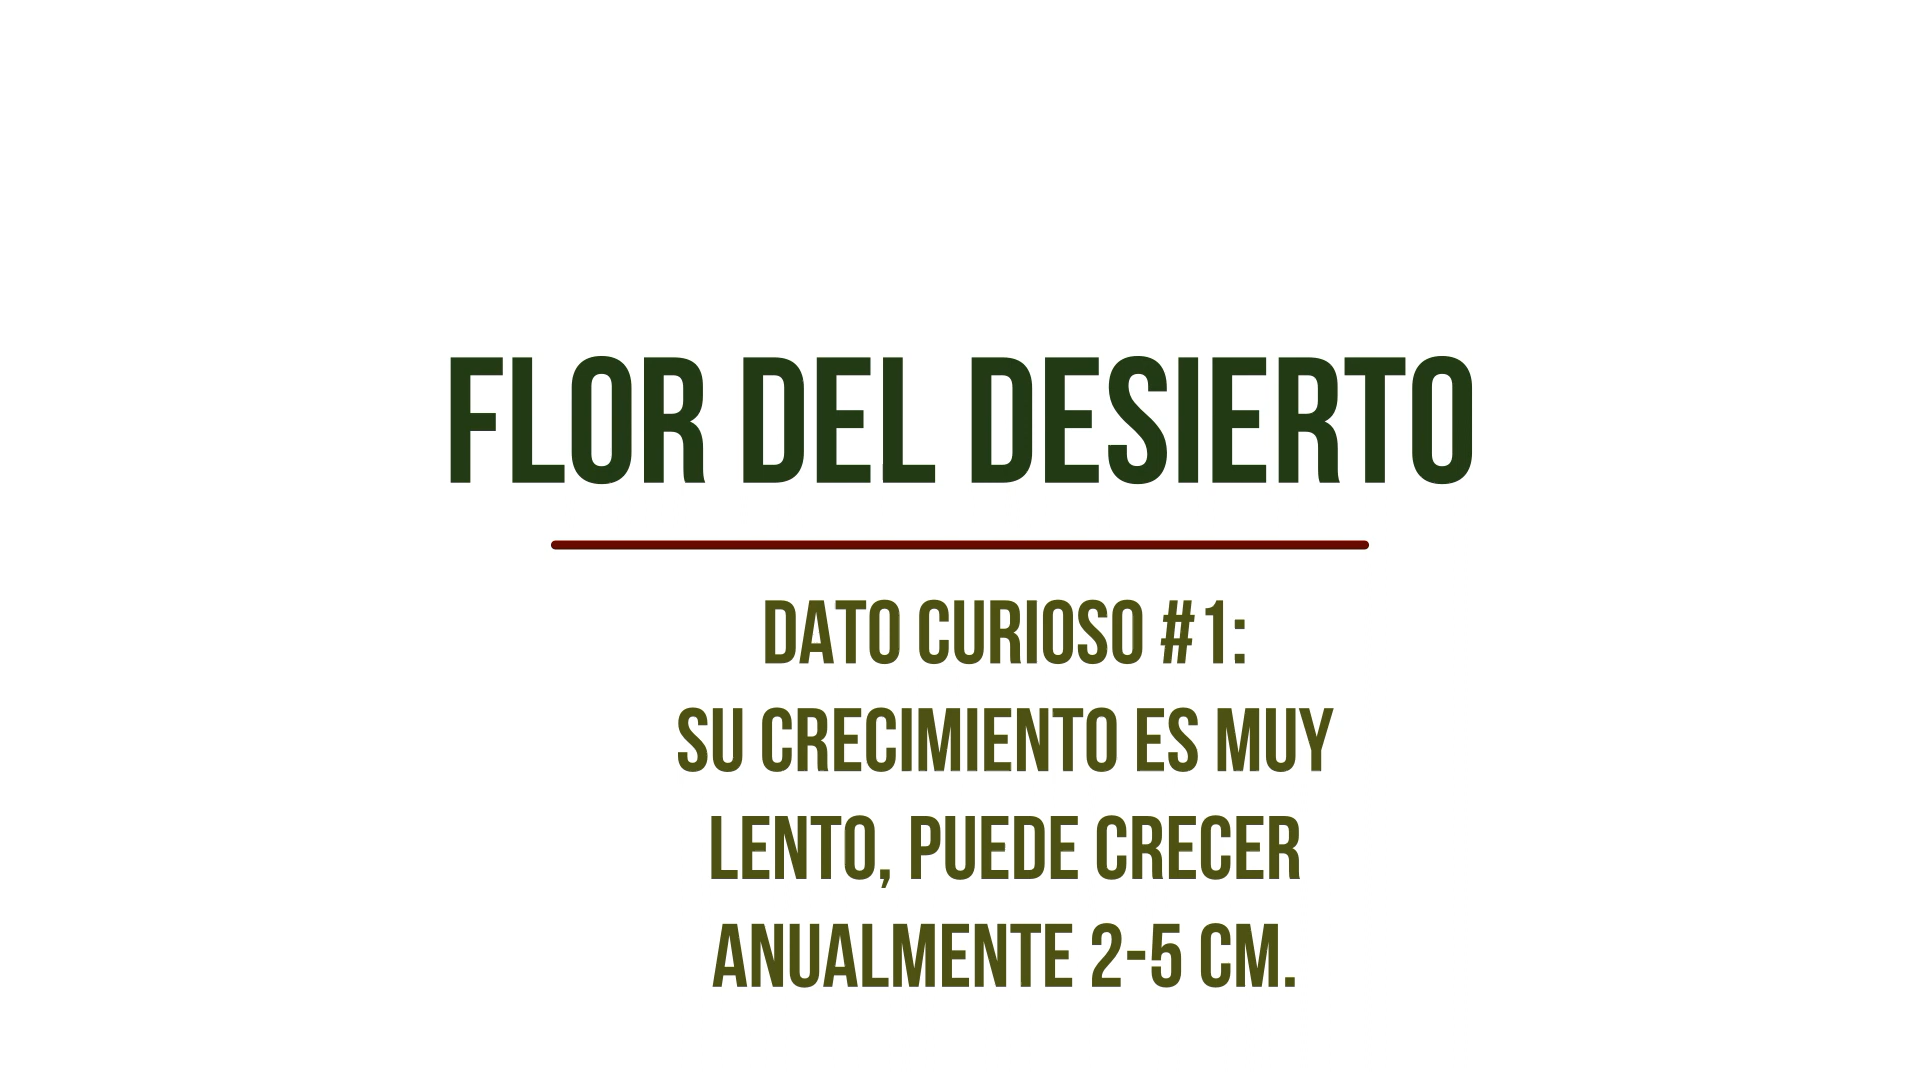 FLOR DEL DESIERTO
DATO CURIOSO #1:
SU CRECIMIENTO ES MUY
LENTO, PUEDE CRECER
ANUALMENTE 2-5 CM.